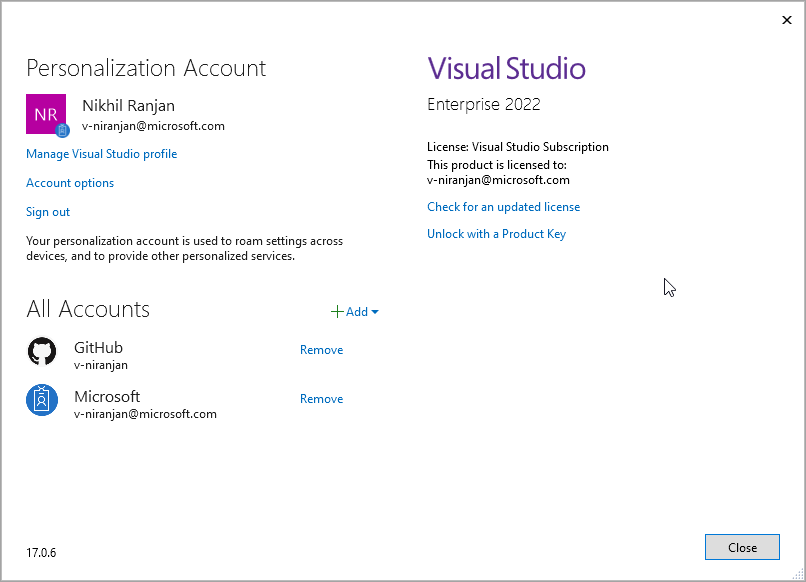 Personalization Account
NR
Nikhil Ranjan
v-niranjan@microsoft.com
Manage Visual Studio profile
Account options
Sign out
Your personalization account is used to roam settings across
devices, and to provide other personalized services.
All Accounts
Add
GitHub
v-niranjan
Remove
Microsoft
v-niranjan@microsoft.com
Remove
17.0.6
Visual Studio
Enterprise 2022
License: Visual Studio Subscription
This product is licensed to:
v-niranjan@microsoft.com
Check for an updated license
Unlock with a Product Key
Close